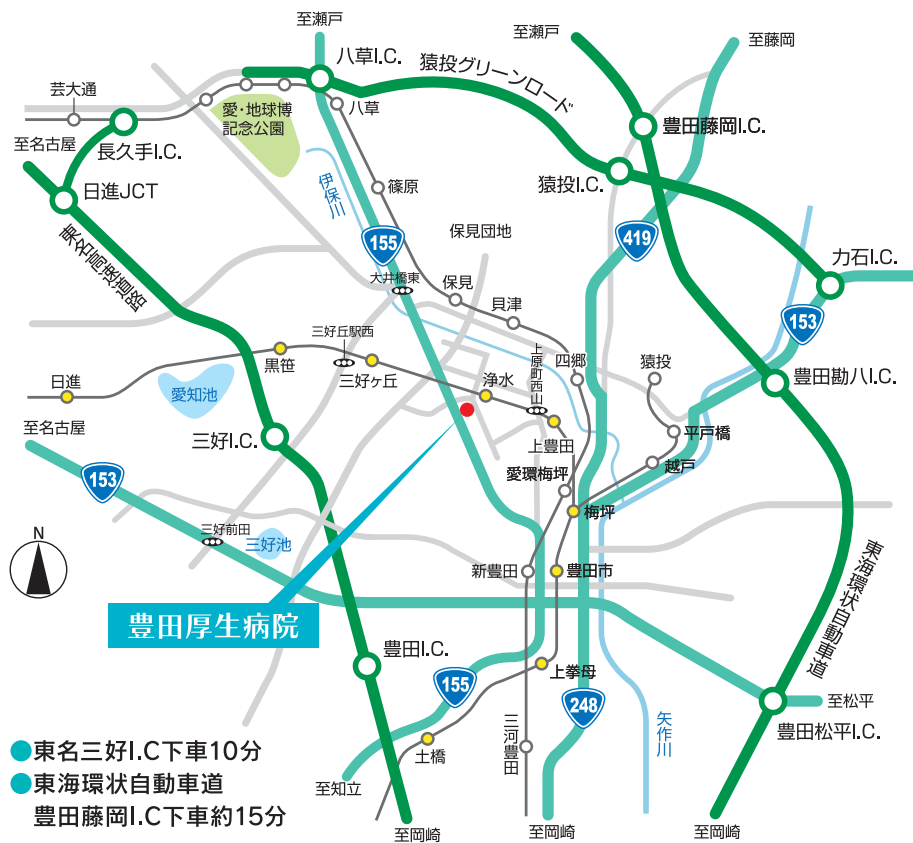 至瀬戸
八草I.C.
猿投グリーンロード
至瀬戸
至藤岡
芸大通
愛・地球博
記念公園
八草
豊田藤岡I.C.
至名古屋
長久手I.C.
日進JCT
伊保川
篠原
猿投I.C.
155
保見団地
419
東名高速道路
大井橋東
保見
貝津
力石I.C.
153
三好丘駅西
黒笹
三好ヶ丘
浄水
上原町西山
四郷
猿投
豊田勘八I.C.
日進
愛知池
至名古屋
三好I.C.
上豊田
平戸橋
越戸
愛環梅坪
153
梅坪
N
三好前田
三好池
新豊田
豊田市
東海環状自動車道
豊田厚生病院
豊田I.C.
155
上挙母
248
至松平
豊田松平I.C.
矢作川
三河豊田
土橋
至知立
至岡崎
至岡崎
至岡崎
●東名三好I.C下車10分
●東海環状自動車道
豊田藤岡I.C下車約15分